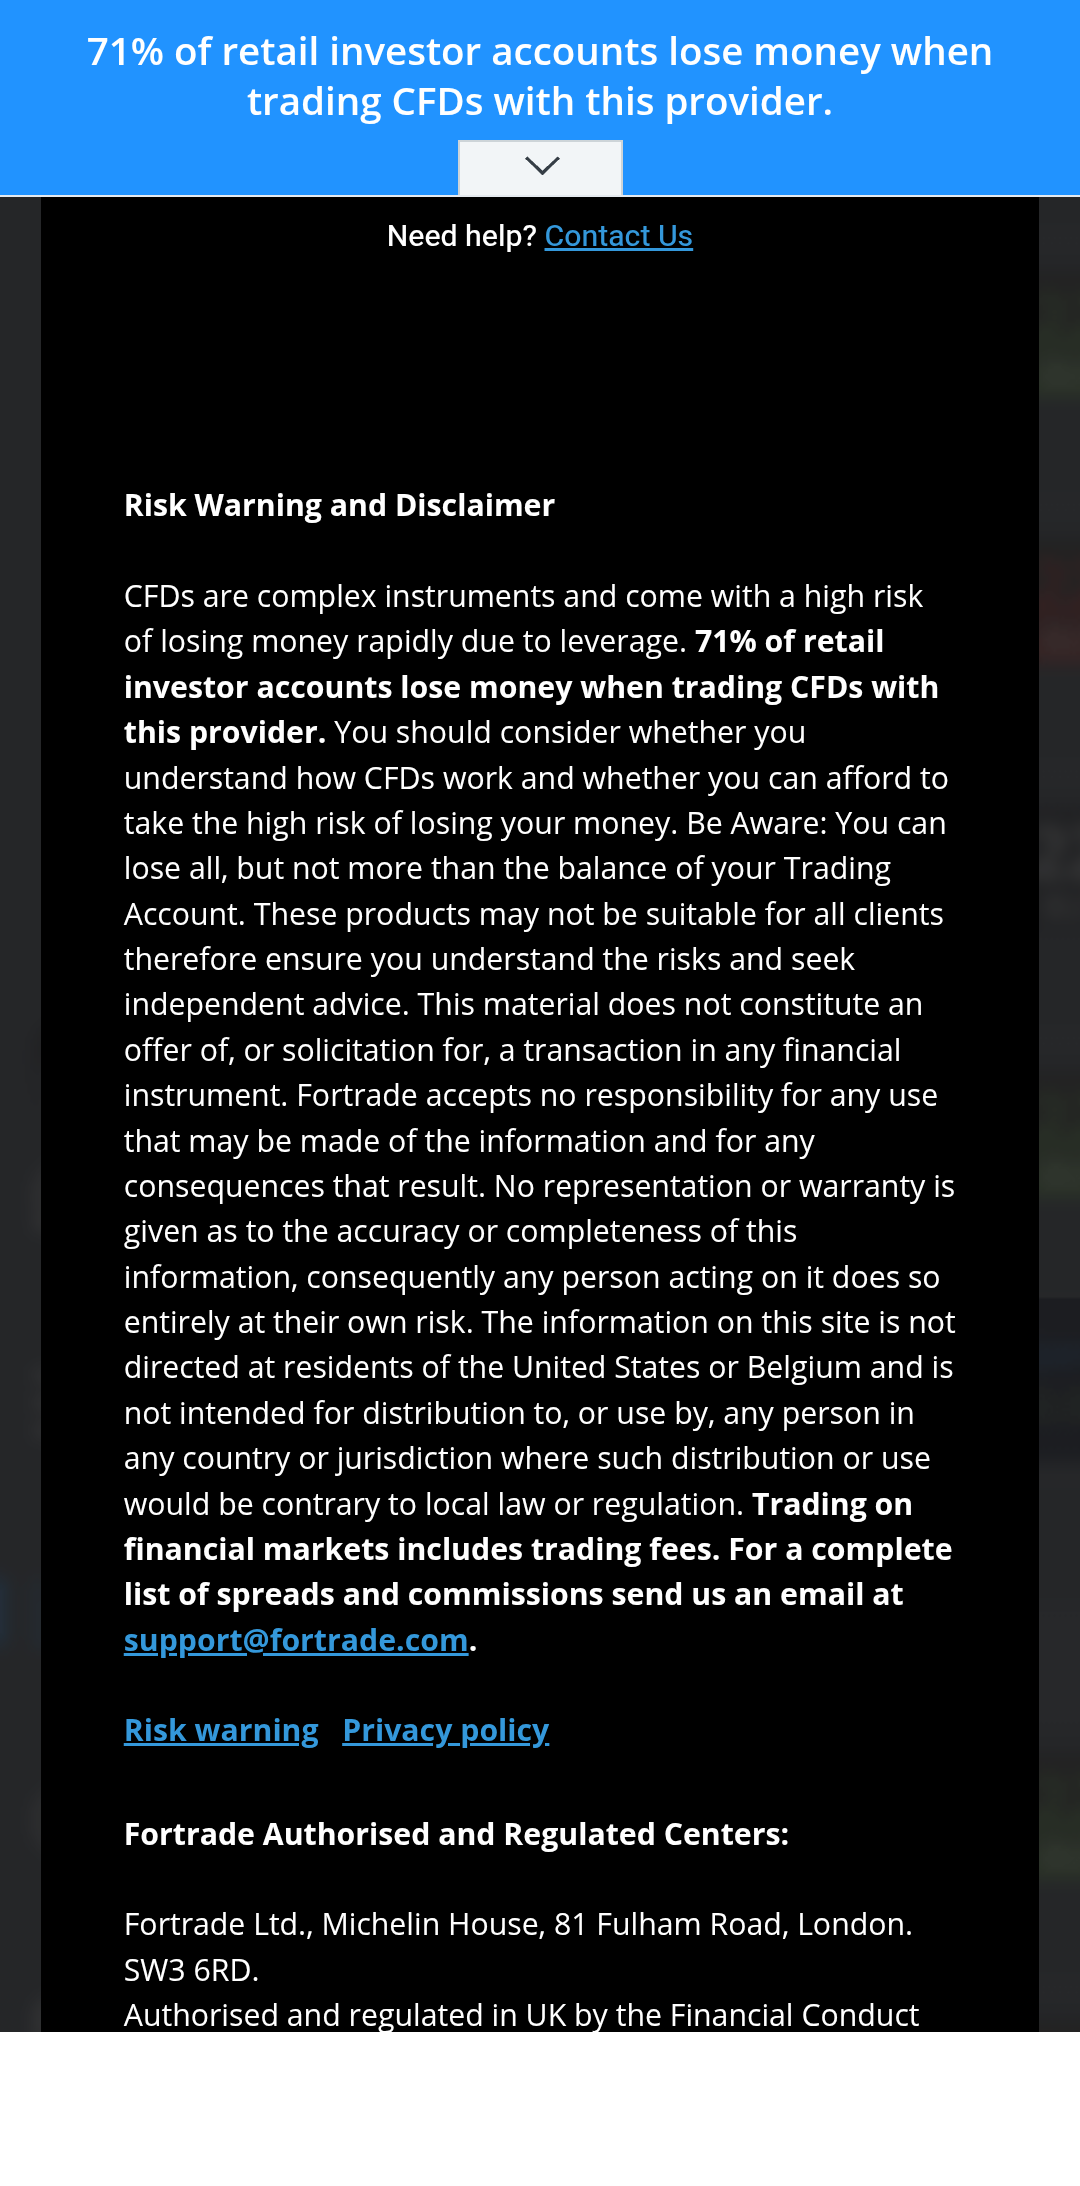 71% of retail investor accounts lose money when
trading CFDs with this provider.
Need help? Contact Us
Risk Warning and Disclaimer
CFDs are complex instruments and come with a high risk
of losing money rapidly due to leverage. 71% of retail
investor accounts lose money when trading CFDs with
this provider. You should consider whether you
understand how CFDs work and whether you can afford to
take the high risk of losing your money. Be Aware: You can
lose all, but not more than the balance of your Trading
Account. These products may not be suitable for all clients
therefore ensure you understand the risks and seek
independent advice. This material does not constitute an
offer of, or solicitation for, a transaction in any financial
instrument. Fortrade accepts no responsibility for any use
that may be made of the information and for any
consequences that result. No representation or warranty is
given as to the accuracy or completeness of this
information, consequently any person acting on it does so
entirely at their own risk. The information on this site is not
directed at residents of the United States or Belgium and is
not intended for distribution to, or use by, any person in
any country or jurisdiction where such distribution or use
would be contrary to local law or regulation. Trading on
financial markets includes trading fees. For a complete
list of spreads and commissions send us an email at
support@fortrade.com.
Risk warning Privacy policy
Fortrade Authorised and Regulated Centers:
Fortrade Ltd., Michelin House, 81 Fulham Road, London.
SW3 6RD.
Authorised and regulated in UK by the Financial Conduct